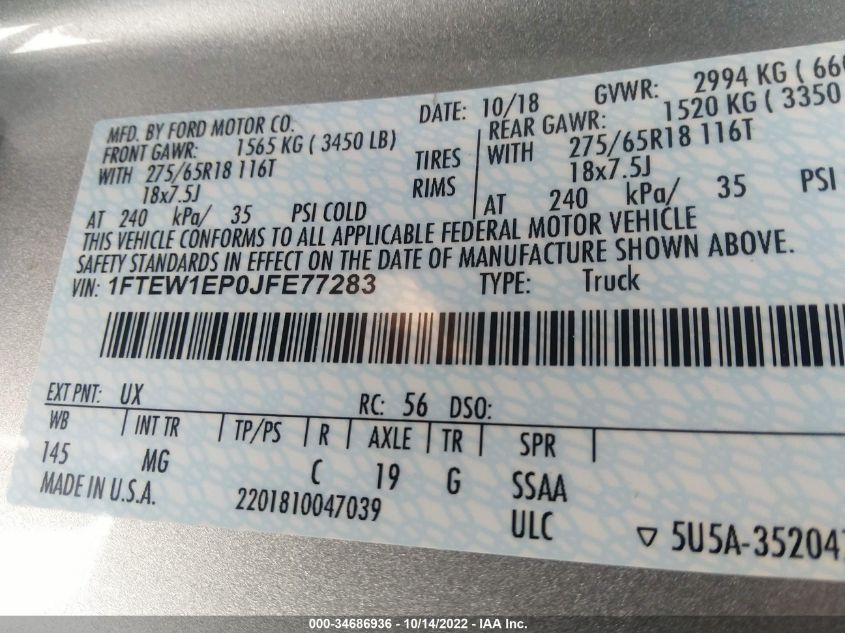 MFD. BY FORD MOTOR CO. DATE: 10/18 GVWR: 2994 KG ( 660
FRONT GAWR: 1565 KG ( 3450 LB) REAR GAWR: 1520 KG ( 3350
WITH 275/65R18 116T TIRES WITH 275/65R18 116T
18x7.5J RIMS 18x7.5J
AT 240 kPa/ 35 PSI COLD AT 240 kPa/ 35 PSI
THIS VEHICLE CONFORMS TO ALL APPLICABLE FEDERAL MOTOR VEHICLE
SAFETY STANDARDS IN EFFECT ON THE DATE OF MANUFACTURE SHOWN ABOVE.
VIN: 1FTEW1EP0JFE77283 TYPE: Truck
EXT PNT: UX RC: 56 DSO:
WB INT TR TP/PS R AXLE TR SPR
145 MG C 19 G SSAA
MADE IN U.S.A. 2201810047039 ULC
5U5A-35204
000-34686936 - 10/14/2022 - IAA Inc.